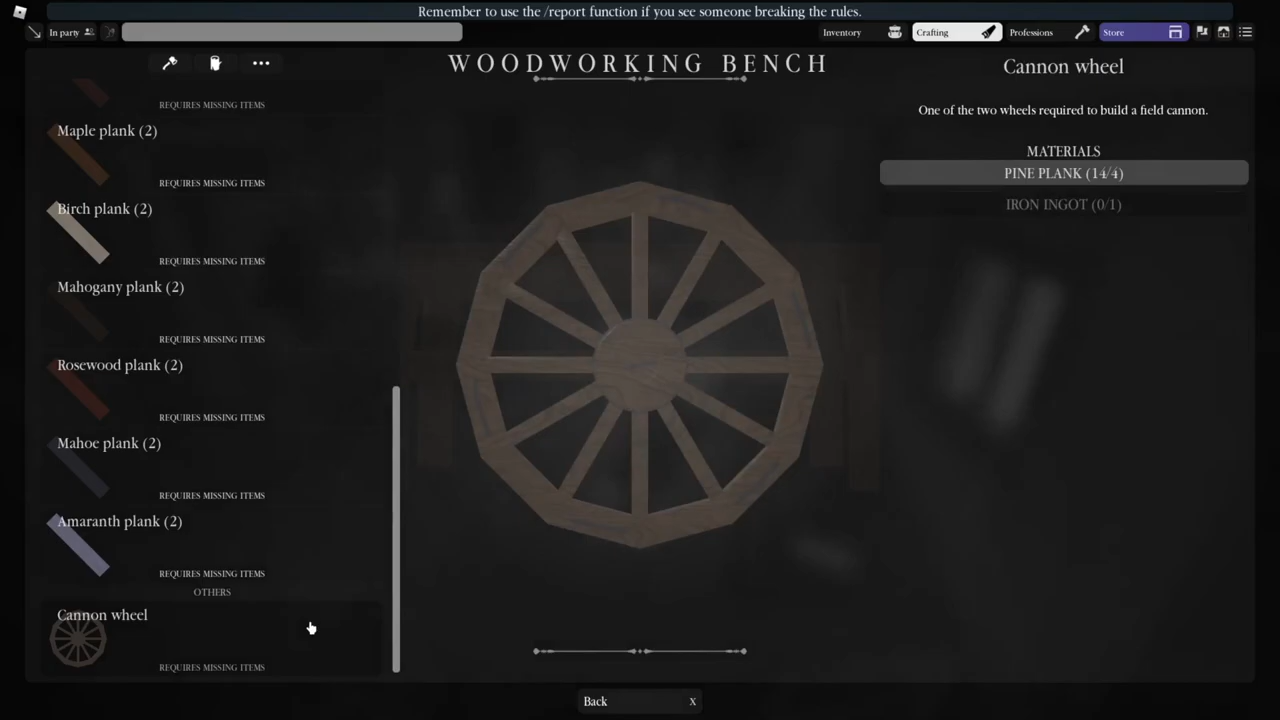 Remember to use the /report function if you see someone breaking the rules.
In party
Inventory
Crafting
Professions
Store
WOODWORKING BENCH
REQUIRES MISSING ITEMS
Maple plank (2)
REQUIRES MISSING ITEMS
Birch plank (2)
REQUIRES MISSING ITEMS
Mahogany plank (2)
REQUIRES MISSING ITEMS
Rosewood plank (2)
REQUIRES MISSING ITEMS
Mahoe plank (2)
REQUIRES MISSING ITEMS
Amaranth plank (2)
REQUIRES MISSING ITEMS
OTHERS
Cannon wheel
REQUIRES MISSING ITEMS
Cannon wheel
One of the two wheels required to build a field cannon.
MATERIALS
PINE PLANK (14/4)
IRON INGOT (0/1)
Back X